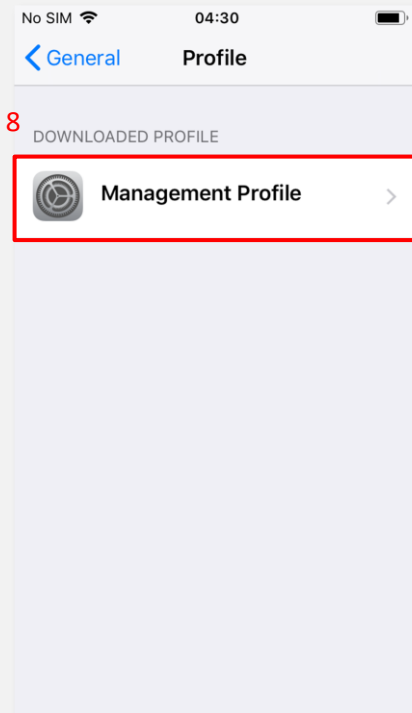 No SIM 04:30
General Profile
8
DOWNLOADED PROFILE
Management Profile